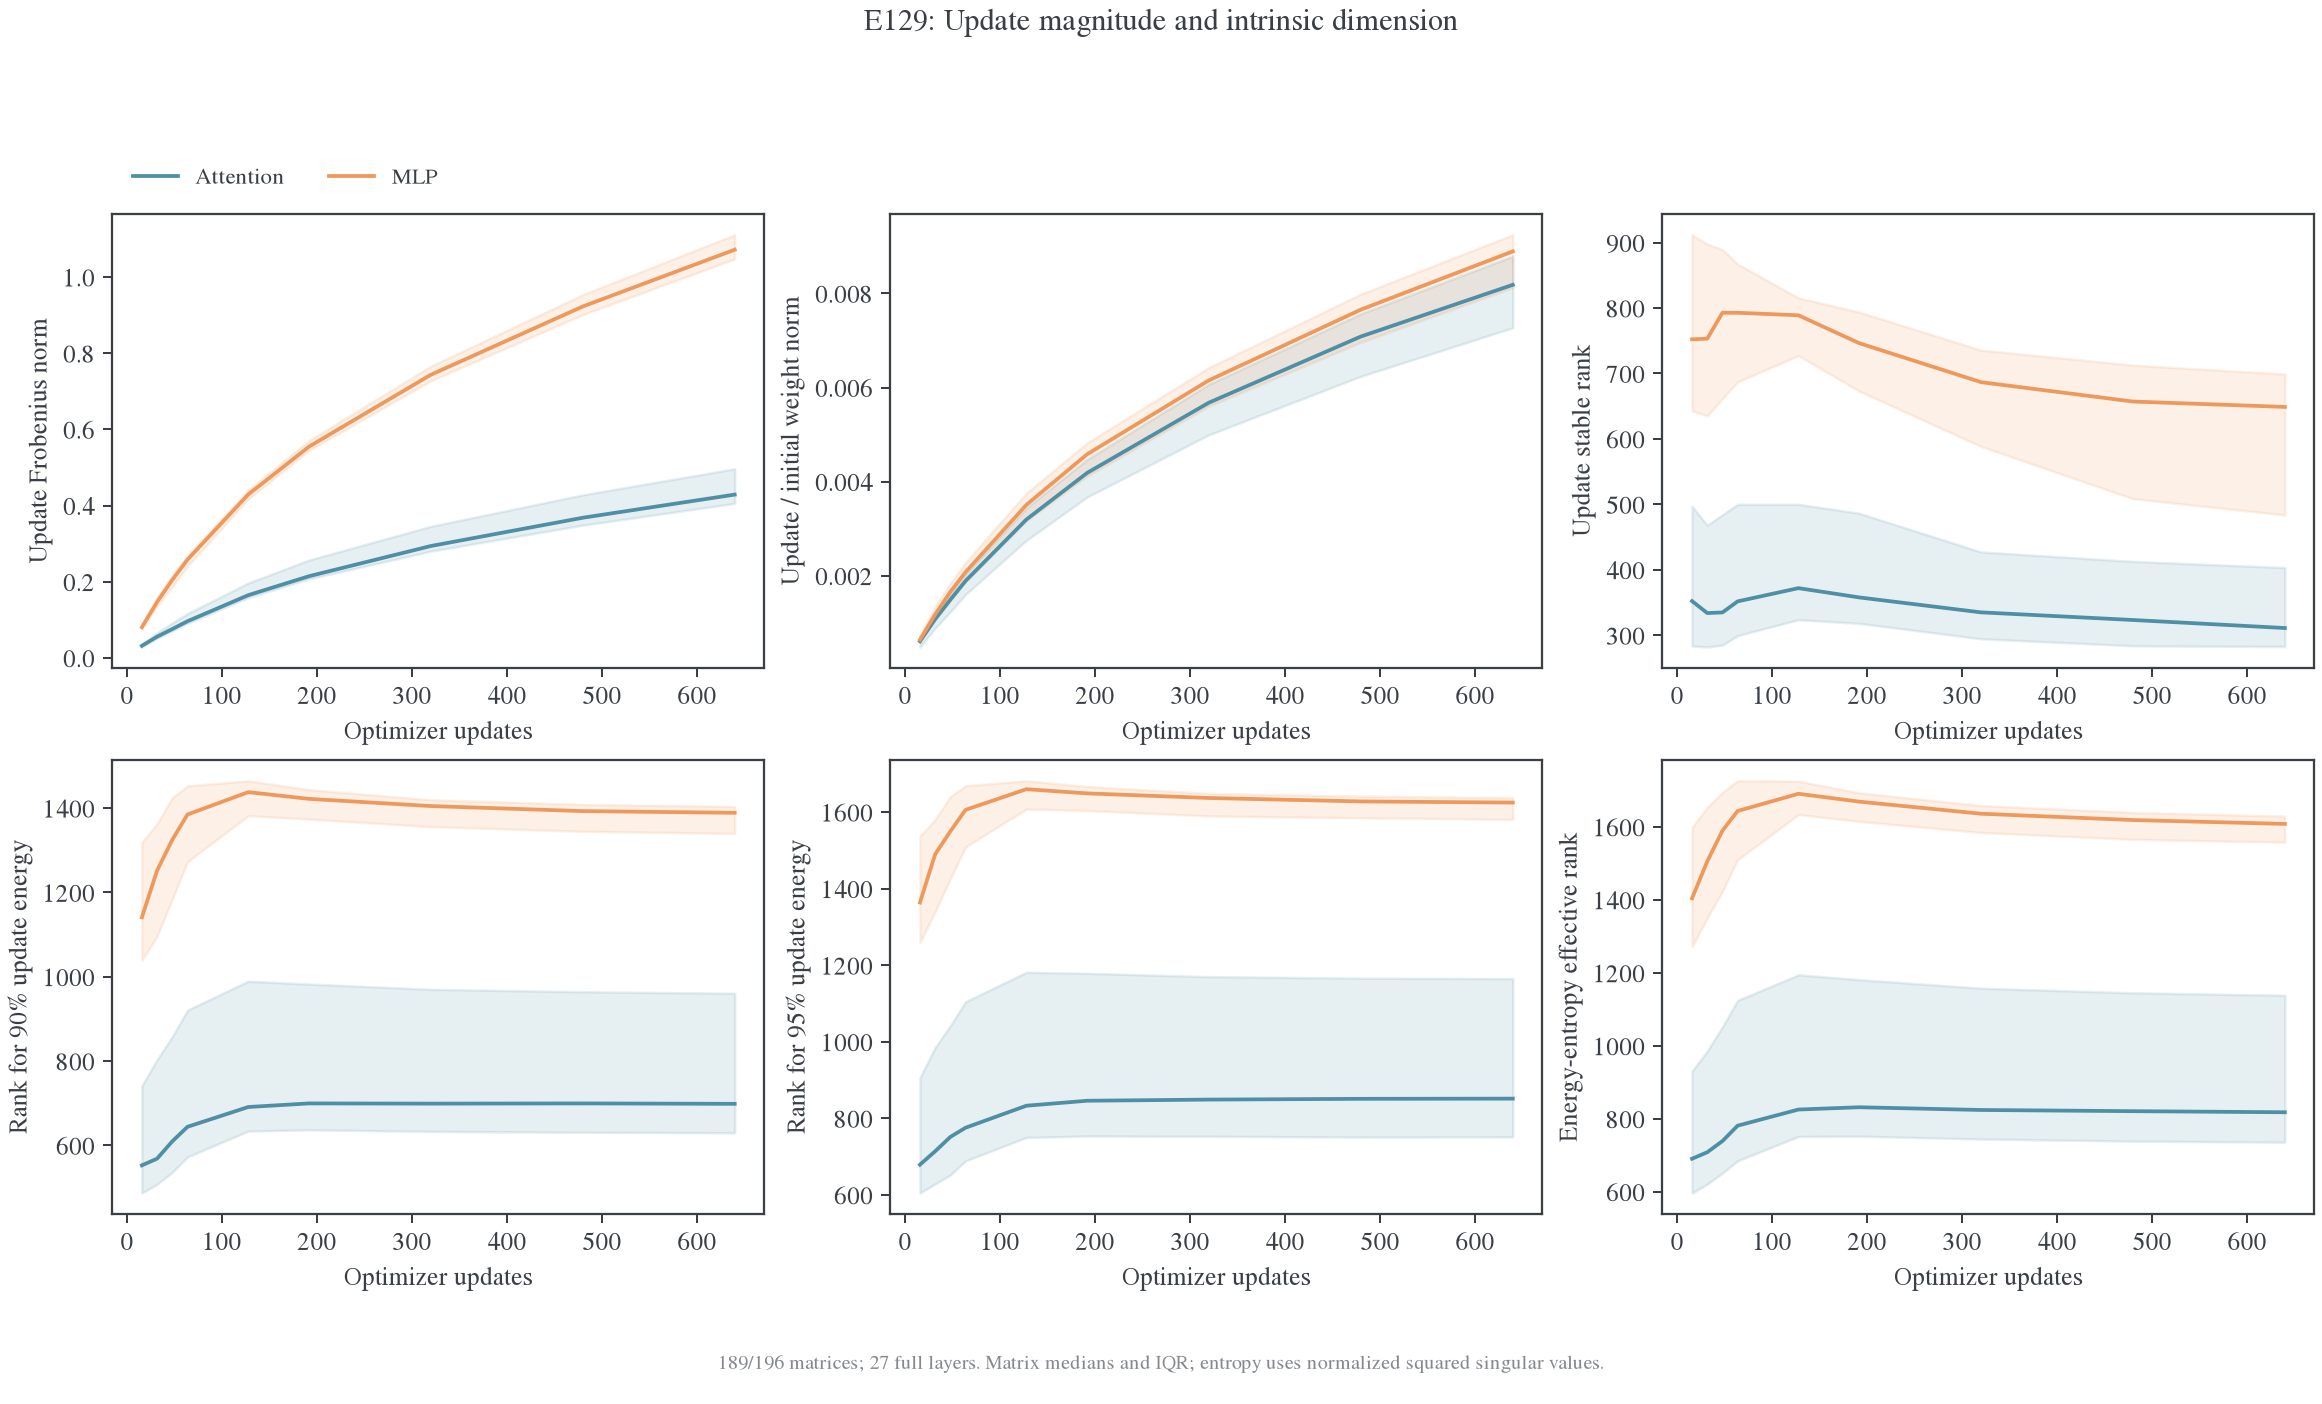 E129: Update magnitude and intrinsic dimension
Attention
MLP
Update Frobenius norm
1.0
0.8
0.6
0.4
0.2
0.0
0 100 200 300 400 500 600
Optimizer updates
Update / initial weight norm
0.008
0.006
0.004
0.002
0 100 200 300 400 500 600
Optimizer updates
Update stable rank
900
800
700
600
500
400
300
0 100 200 300 400 500 600
Optimizer updates
Rank for 90% update energy
1400
1200
1000
800
600
0 100 200 300 400 500 600
Optimizer updates
Rank for 95% update energy
1600
1400
1200
1000
800
600
0 100 200 300 400 500 600
Optimizer updates
Energy-entropy effective rank
1600
1400
1200
1000
800
600
0 100 200 300 400 500 600
Optimizer updates
189/196 matrices; 27 full layers. Matrix medians and IQR; entropy uses normalized squared singular values.